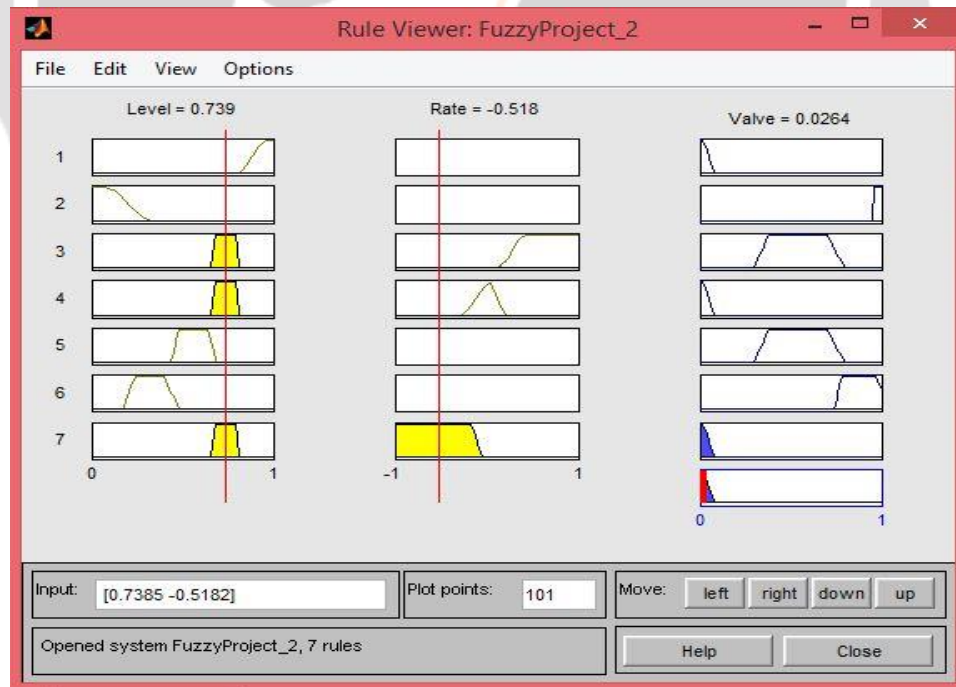 Rule Viewer: FuzzyProject_2
File Edit View Options
Level = 0.739 Rate = -0.518 Valve = 0.0264
1
2
3
4
5
6
7
0 1 -1 1
0 1
Input: [0.7385 -0.5182] Plot points: 101 Move: left right down up
Opened system FuzzyProject_2, 7 rules Help Close